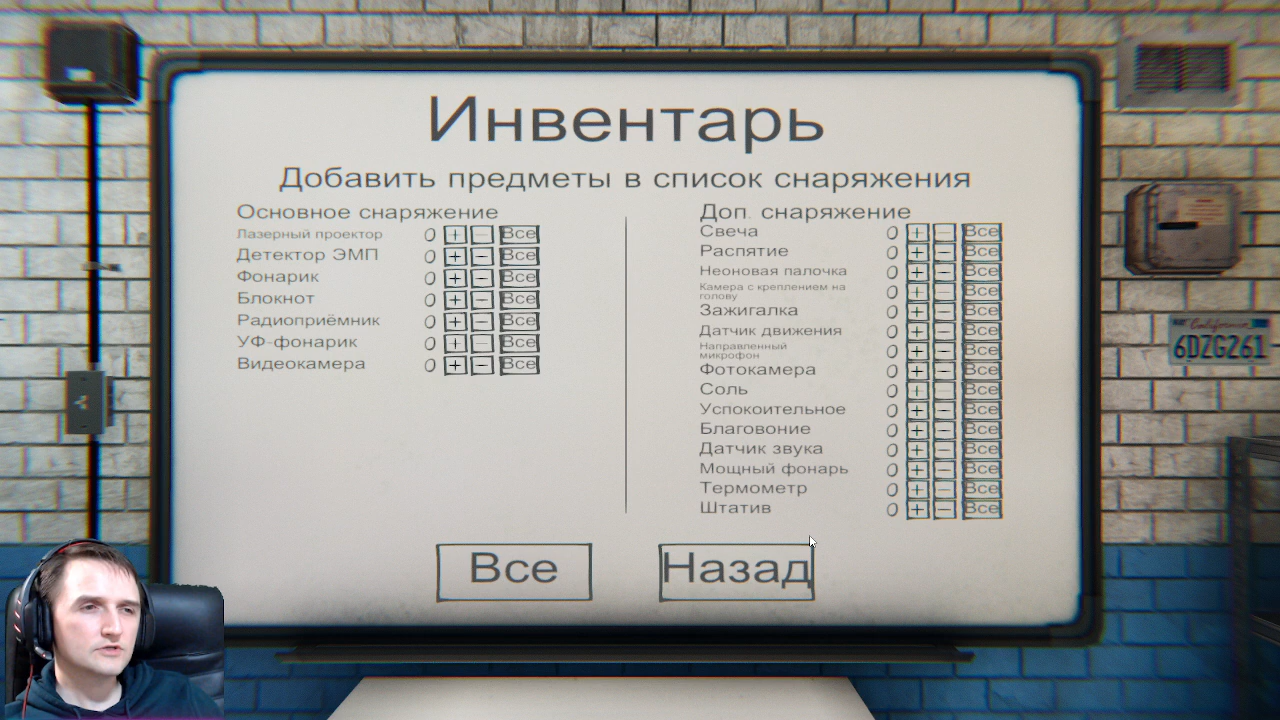 Инвентарь
Добавить предметы в список снаряжения
Основное снаряжение
Лазерный проектор 0 + − Все
Детектор ЭМП 0 + − Все
Фонарик 0 + − Все
Блокнот 0 + − Все
Радиоприёмник 0 + − Все
УФ-фонарик 0 + − Все
Видеокамера 0 + − Все
Доп. снаряжение
Свеча 0 + − Все
Распятие 0 + − Все
Неоновая палочка 0 + − Все
Камера с креплением на
голову 0 + − Все
Зажигалка 0 + − Все
Датчик движения 0 + − Все
Направленный
микрофон 0 + − Все
Фотокамера 0 + − Все
Соль 0 + − Все
Успокоительное 0 + − Все
Благовоние 0 + − Все
Датчик звука 0 + − Все
Мощный фонарь 0 + − Все
Термометр 0 + − Все
Штатив 0 + − Все
Все Назад
California
6DZG261